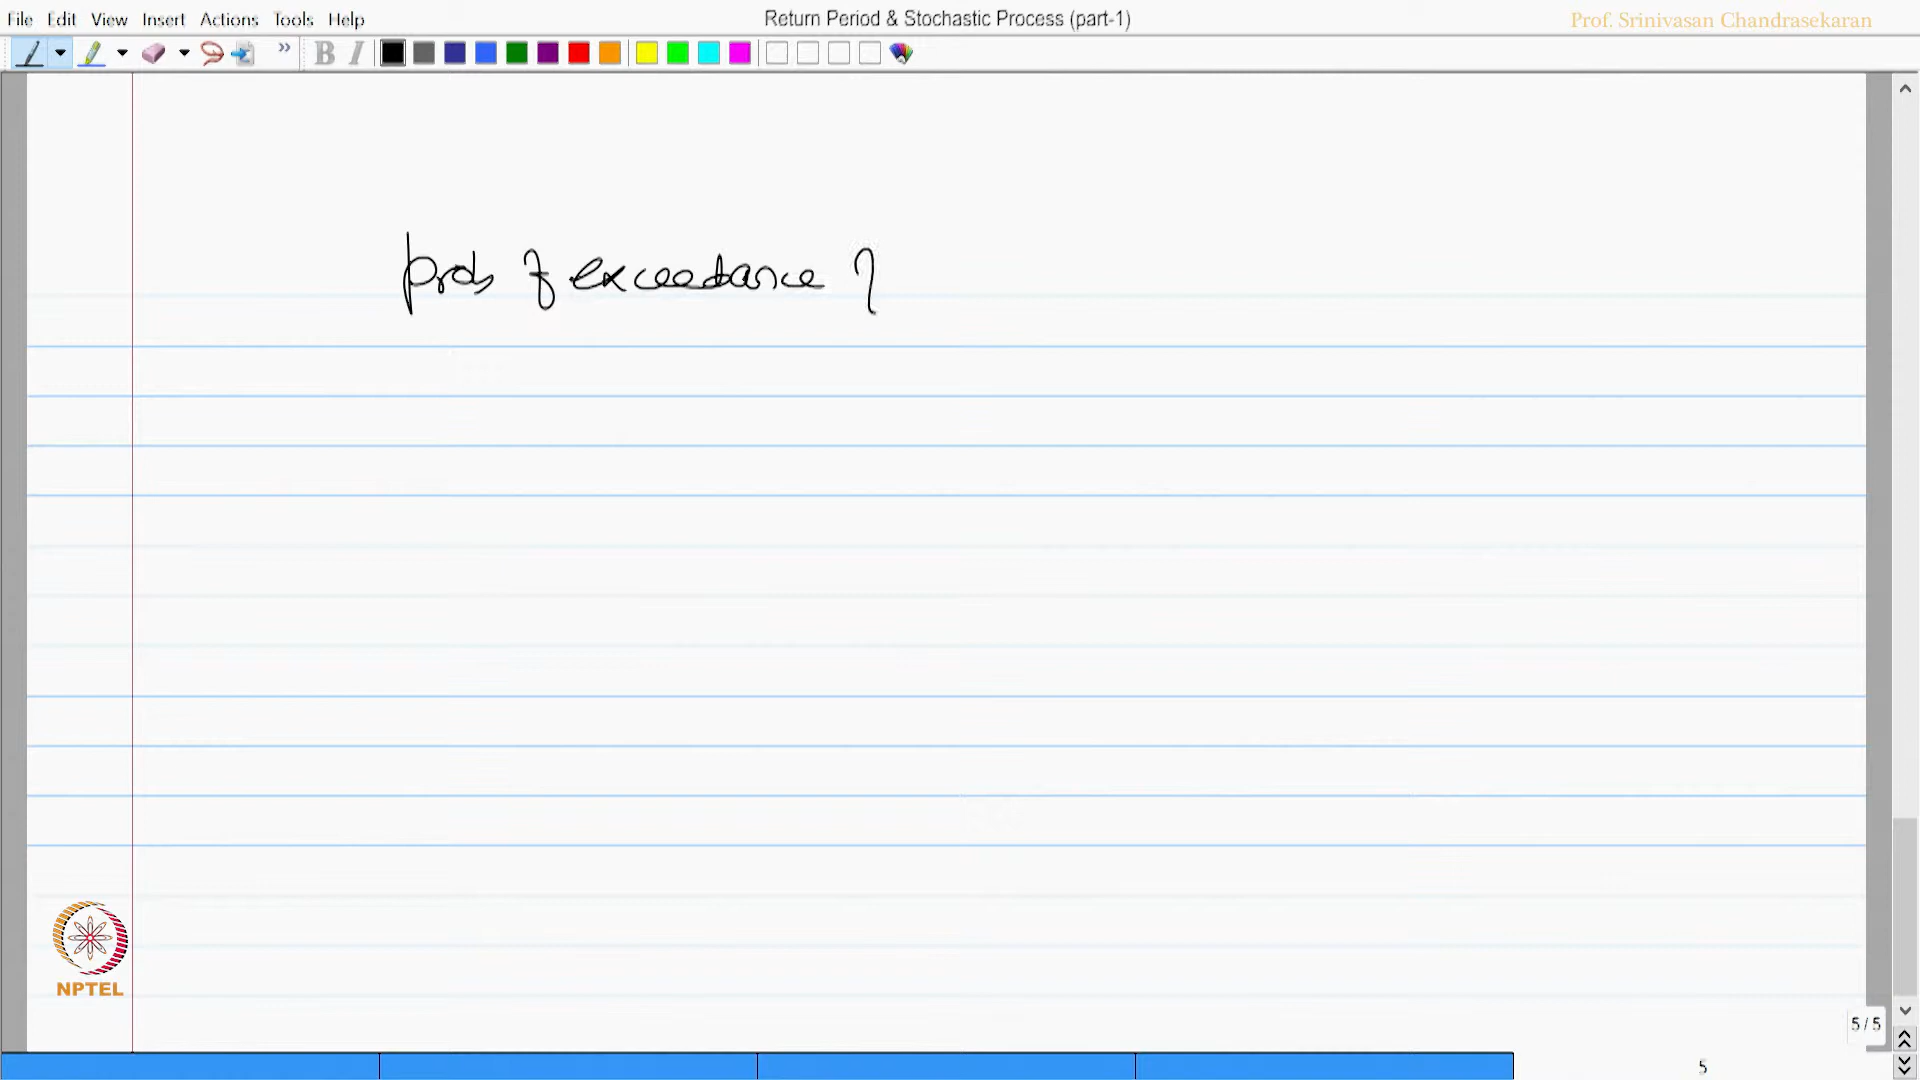 File Edit View Insert Actions Tools Help
Return Period & Stochastic Process (part-1)
Prof. Srinivasan Chandrasekaran
» B I
prob of exceedance ?
NPTEL
5 / 5
5